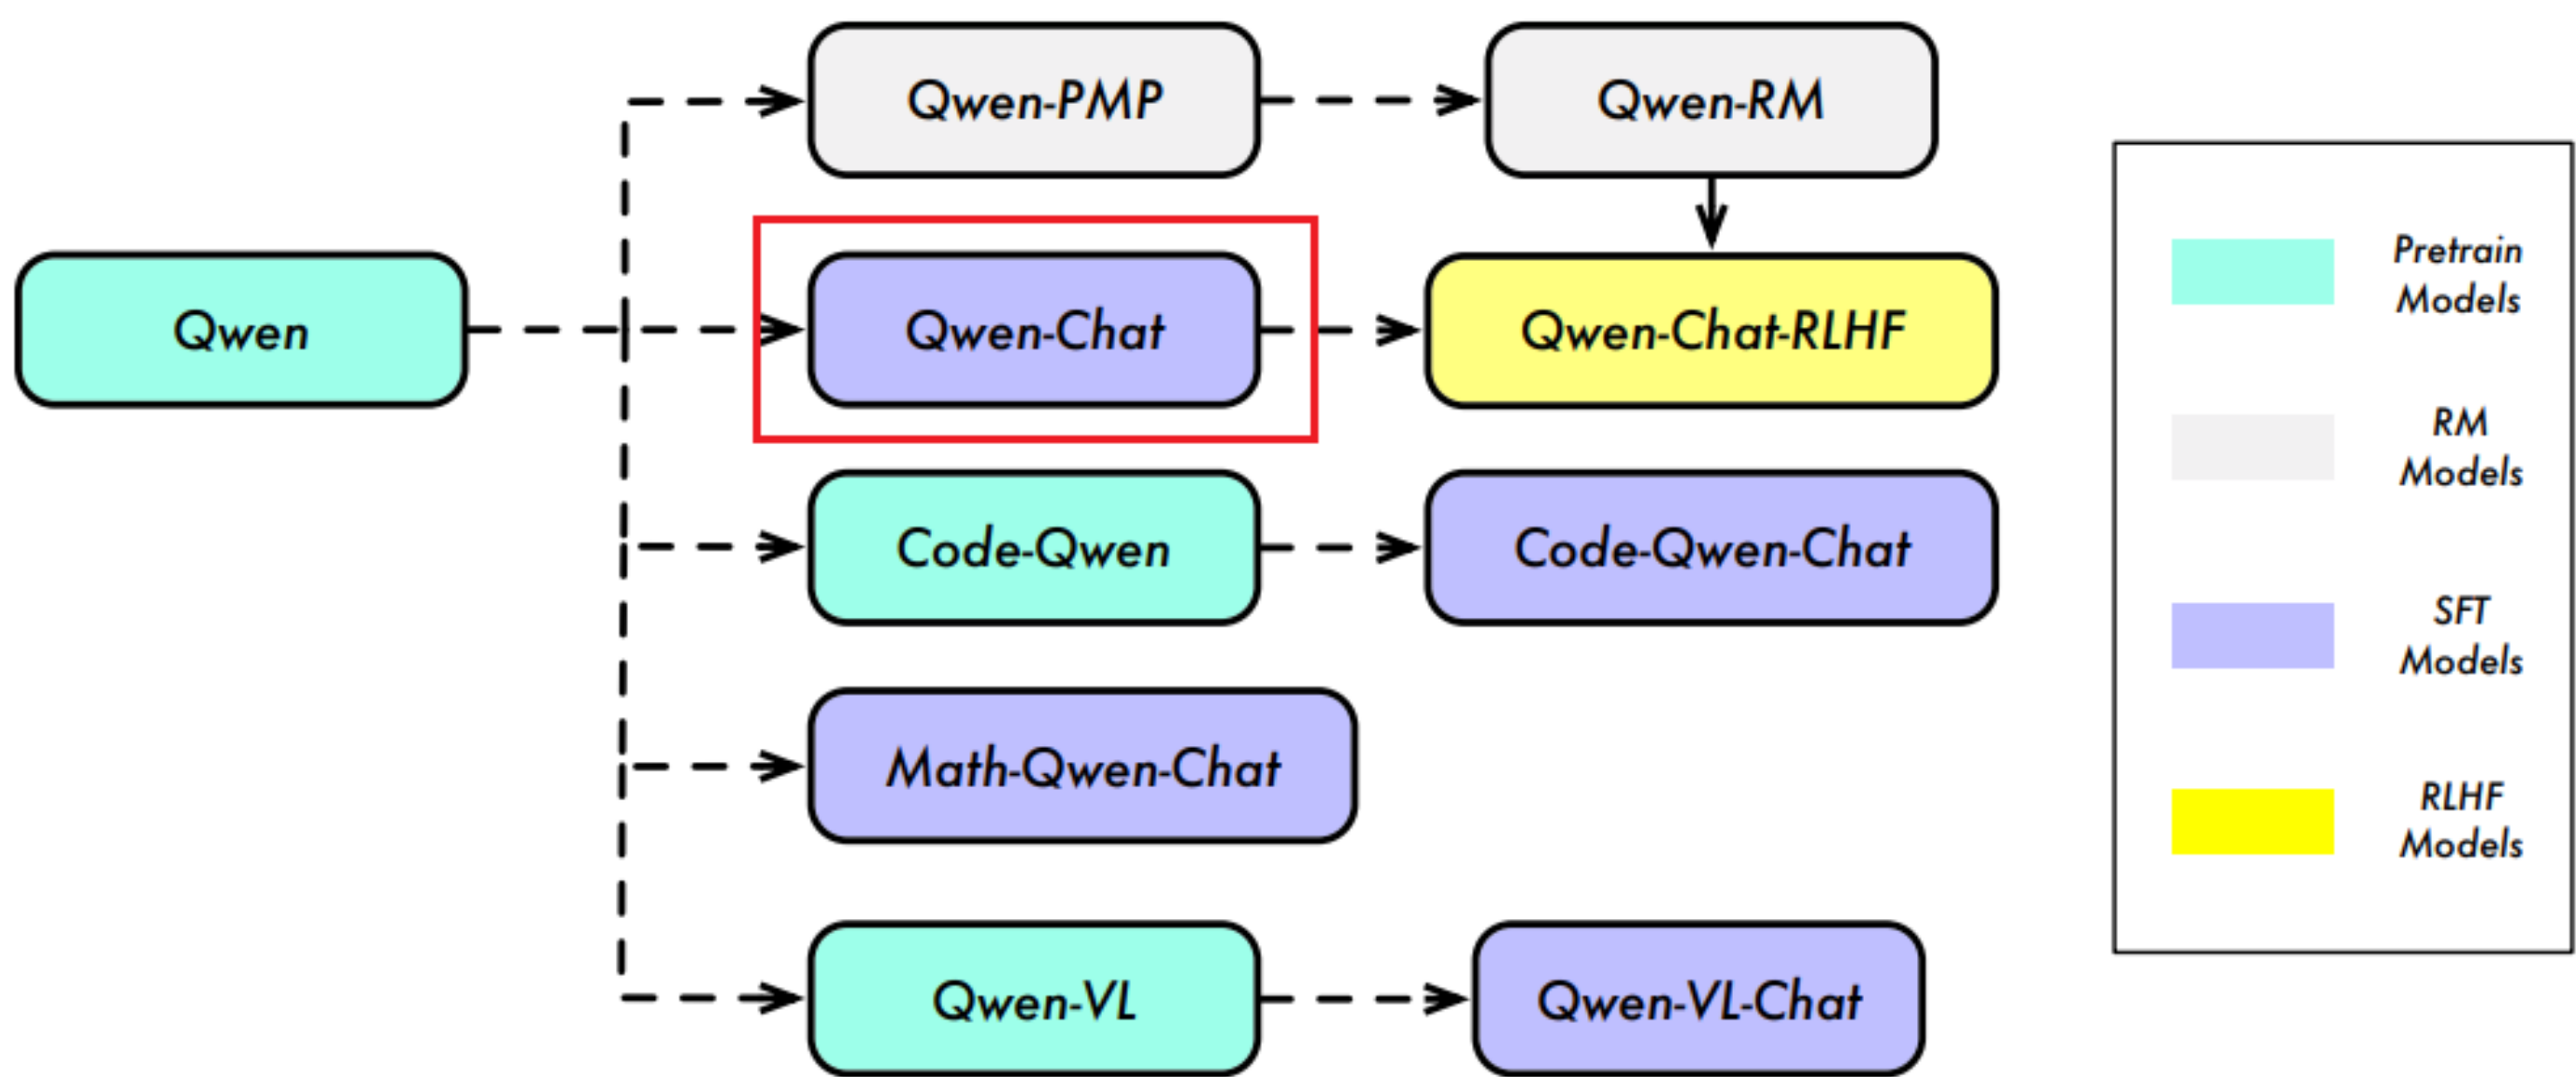 Qwen-PMP
Qwen-RM
Qwen
Qwen-Chat
Qwen-Chat-RLHF
Code-Qwen
Code-Qwen-Chat
Math-Qwen-Chat
Qwen-VL
Qwen-VL-Chat
Pretrain
Models
RM
Models
SFT
Models
RLHF
Models